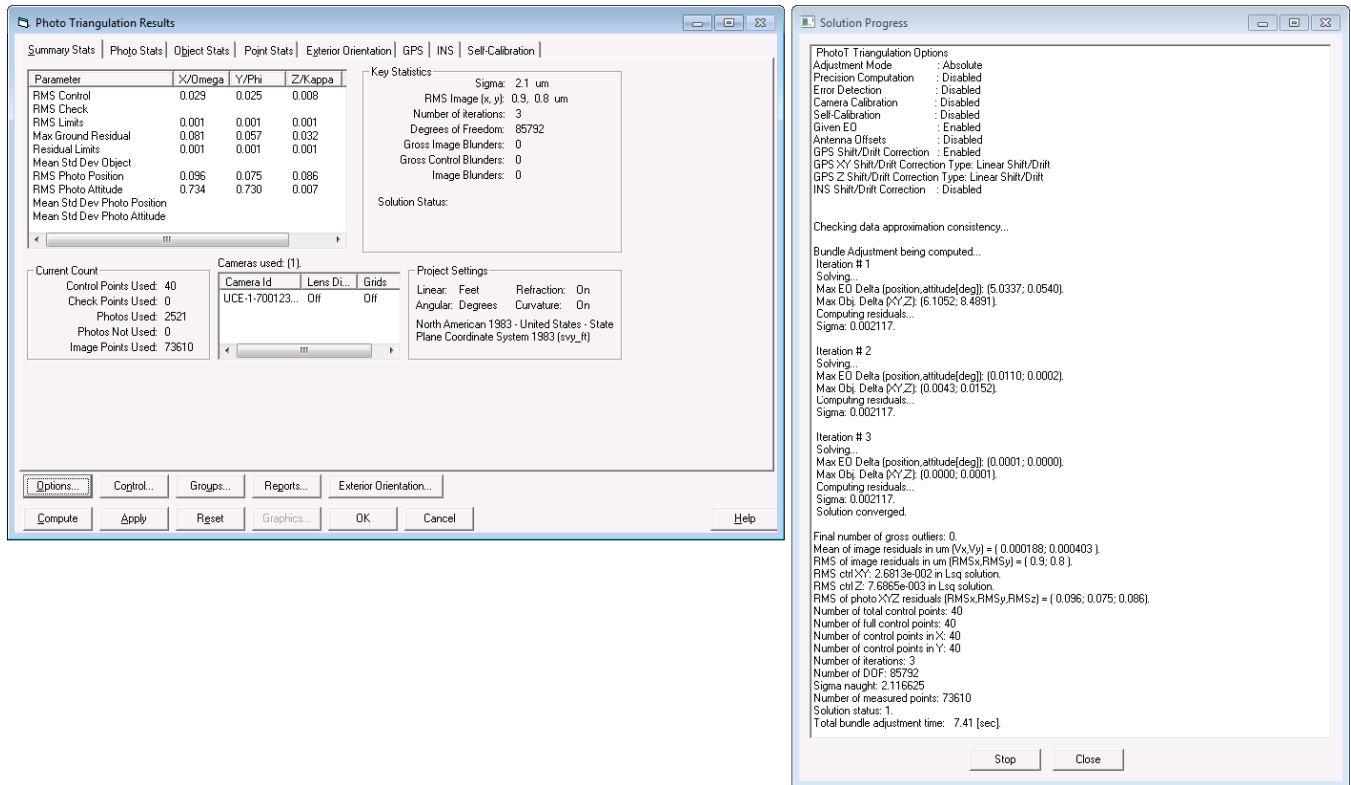 Photo Triangulation Results
Summary Stats Photo Stats Object Stats Point Stats Exterior Orientation GPS INS Self-Calibration
Parameter X/Omega Y/Phi Z/Kappa
RMS Control 0.029 0.025 0.008
RMS Check
RMS Limits 0.001 0.001 0.001
Max Ground Residual 0.081 0.057 0.032
Residual Limits 0.001 0.001 0.001
Mean Std Dev Object
RMS Photo Position 0.096 0.075 0.086
RMS Photo Attitude 0.734 0.730 0.007
Mean Std Dev Photo Position
Mean Std Dev Photo Attitude
Key Statistics
Sigma: 2.1 um
RMS Image (x, y): 0.9, 0.8 um
Number of iterations: 3
Degrees of Freedom: 85792
Gross Image Blunders: 0
Gross Control Blunders: 0
Image Blunders: 0
Solution Status:
Current Count
Control Points Used: 40
Check Points Used: 0
Photos Used: 2521
Photos Not Used: 0
Image Points Used: 73610
Cameras used: (1).
Camera Id Lens Di... Grids
UCE-1-700123... Off Off
Project Settings
Linear: Feet Refraction: On
Angular: Degrees Curvature: On
North American 1983 - United States - State
Plane Coordinate System 1983 (svy_ft)
Options... Control... Groups... Reports... Exterior Orientation...
Compute Apply Reset Graphics... OK Cancel Help
Solution Progress
PhotoT Triangulation Options
Adjustment Mode : Absolute
Precision Computation : Disabled
Error Detection : Disabled
Camera Calibration : Disabled
Self-Calibration : Disabled
Given EO : Enabled
Antenna Offsets : Disabled
GPS Shift/Drift Correction : Enabled
GPS XY Shift/Drift Correction Type: Linear Shift/Drift
GPS Z Shift/Drift Correction Type: Linear Shift/Drift
INS Shift/Drift Correction : Disabled
Checking data approximation consistency...
Bundle Adjustment being computed...
Iteration # 1
Solving...
Max EO Delta (position,attitude[deg]): (5.0337; 0.0540).
Max Obj. Delta (XY,Z): (6.1052; 8.4891).
Computing residuals...
Sigma: 0.002117.
Iteration # 2
Solving...
Max EO Delta (position,attitude[deg]): (0.0110; 0.0002).
Max Obj. Delta (XY,Z): (0.0043; 0.0152).
Computing residuals...
Sigma: 0.002117.
Iteration # 3
Solving...
Max EO Delta (position,attitude[deg]): (0.0001; 0.0000).
Max Obj. Delta (XY,Z): (0.0000; 0.0001).
Computing residuals...
Sigma: 0.002117.
Solution converged.
Final number of gross outliers: 0.
Mean of image residuals in um (Vx,Vy) = ( 0.000188; 0.000403 ).
RMS of image residuals in um (RMSx,RMSy) = ( 0.9; 0.8 ).
RMS ctrl XY: 2.6813e-002 in Lsq solution.
RMS ctrl Z: 7.6865e-003 in Lsq solution.
RMS of photo XYZ residuals (RMSx,RMSy,RMSz) = ( 0.096; 0.075; 0.086).
Number of total control points: 40
Number of full control points: 40
Number of control points in X: 40
Number of control points in Y: 40
Number of iterations: 3
Number of DOF: 85792
Sigma naught: 2.116625
Number of measured points: 73610
Solution status: 1.
Total bundle adjustment time: 7.41 [sec].
Stop Close